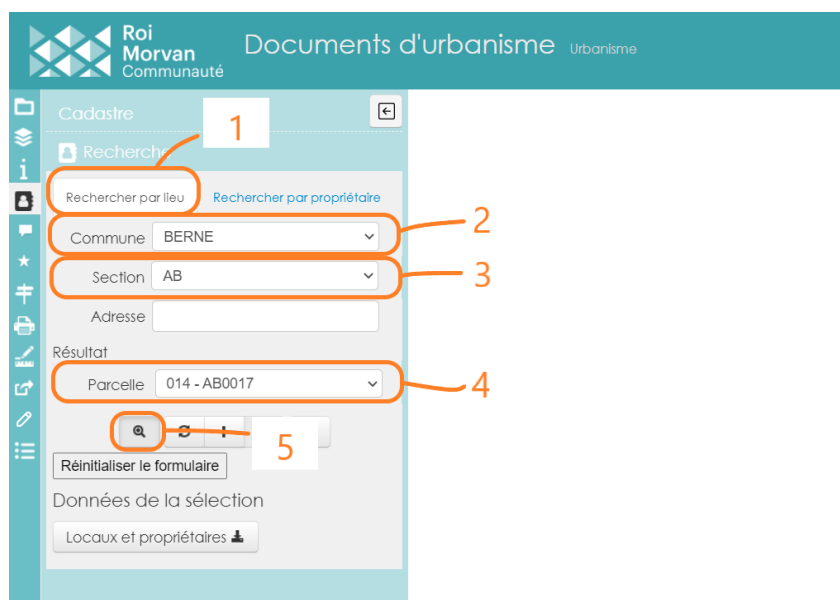 Roi
Morvan
Communauté
Documents d'urbanisme Urbanisme
Cadastre
1
Recherche
Rechercher par lieu Rechercher par propriétaire
Commune BERNE 2
Section AB 3
Adresse
Résultat
Parcelle 014 - AB0017 4
5
Réinitialiser le formulaire
Données de la sélection
Locaux et propriétaires